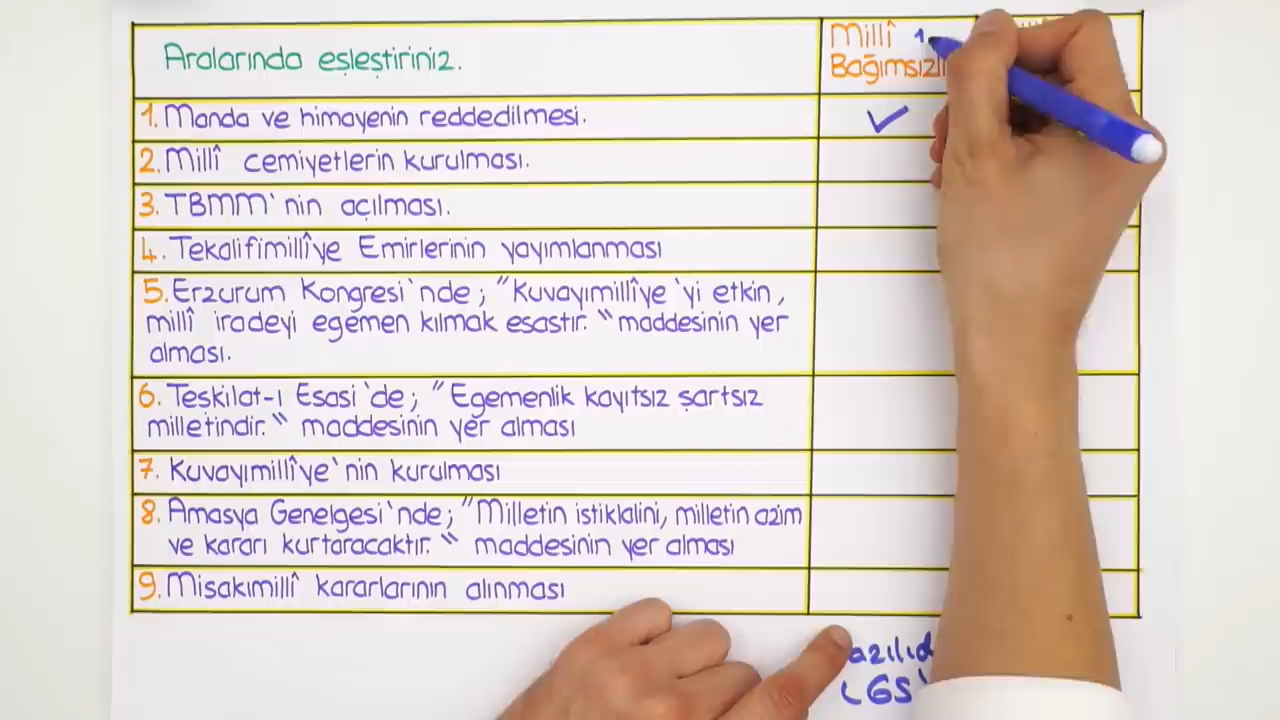 Aralarında eşleştiriniz.
Millî 1
1. Manda ve himayenin reddedilmesi.
2. Millî cemiyetlerin kurulması.
3. TBMM'nin açılması.
4. Tekalifimillîye Emirlerinin yayımlanması
5. Erzurum Kongresi'nde; "Kuvayımillîye'yi etkin,
millî iradeyi egemen kılmak esastır." maddesinin yer
alması.
6. Teşkilat-ı Esasi'de; "Egemenlik kayıtsız şartsız
milletindir." maddesinin yer alması
7. Kuvayımillîye'nin kurulması
8. Amasya Genelgesi'nde; "Milletin istiklalini, milletin azim
ve kararı kurtaracaktır." maddesinin yer alması
9. Misakımillî kararlarının alınması